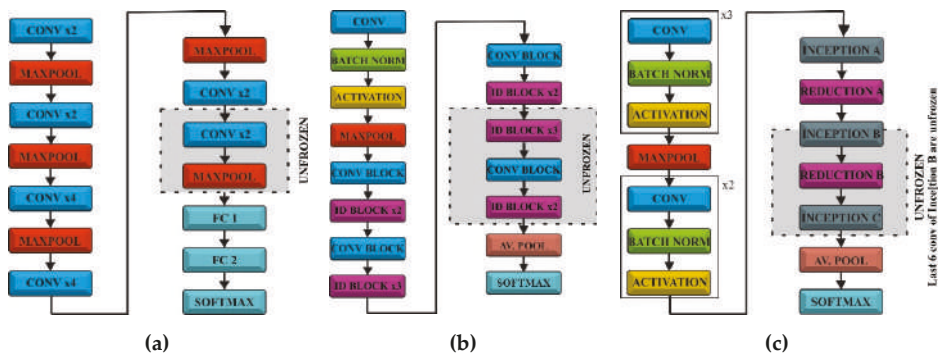 CONV x2
MAXPOOL
CONV x2
MAXPOOL
CONV x4
MAXPOOL
CONV x4
MAXPOOL
CONV x2
CONV x2
MAXPOOL
UNFROZEN
FC 1
FC 2
SOFTMAX
(a)
CONV
BATCH NORM
ACTIVATION
MAXPOOL
CONV BLOCK
ID BLOCK x2
CONV BLOCK
ID BLOCK x3
CONV BLOCK
ID BLOCK x2
ID BLOCK x3
CONV BLOCK
ID BLOCK x2
UNFROZEN
AV. POOL
SOFTMAX
(b)
x3
CONV
BATCH NORM
ACTIVATION
MAXPOOL
x2
CONV
BATCH NORM
ACTIVATION
INCEPTION A
REDUCTION A
INCEPTION B
REDUCTION B
INCEPTION C
AV. POOL
SOFTMAX
UNFROZEN
Last 6 conv of Inception B are unfrozen
(c)